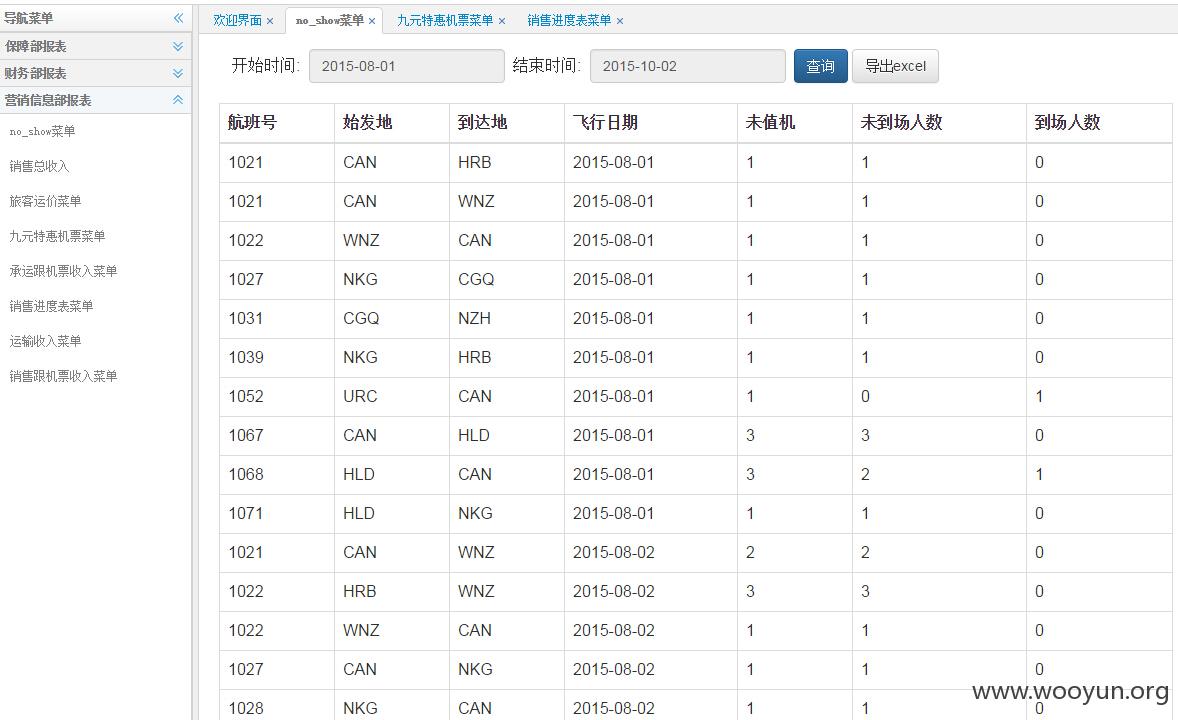 导航菜单
保障部报表
财务部报表
营销信息部报表
no_show菜单
销售总收入
旅客运价菜单
九元特惠机票菜单
承运跟机票收入菜单
销售进度表菜单
运输收入菜单
销售跟机票收入菜单
欢迎界面 × no_show菜单 × 九元特惠机票菜单 × 销售进度表菜单 ×
开始时间: 2015-08-01 结束时间: 2015-10-02 查询 导出excel
航班号 始发地 到达地 飞行日期 未值机 未到场人数 到场人数
1021 CAN HRB 2015-08-01 1 1 0
1021 CAN WNZ 2015-08-01 1 1 0
1022 WNZ CAN 2015-08-01 1 1 0
1027 NKG CGQ 2015-08-01 1 1 0
1031 CGQ NZH 2015-08-01 1 1 0
1039 NKG HRB 2015-08-01 1 1 0
1052 URC CAN 2015-08-01 1 0 1
1067 CAN HLD 2015-08-01 3 3 0
1068 HLD CAN 2015-08-01 3 2 1
1071 HLD NKG 2015-08-01 1 1 0
1021 CAN WNZ 2015-08-02 2 2 0
1022 HRB WNZ 2015-08-02 3 3 0
1022 WNZ CAN 2015-08-02 1 1 0
1027 CAN NKG 2015-08-02 1 1 0
1028 NKG CAN 2015-08-02 1 1 0
www.wooyun.org